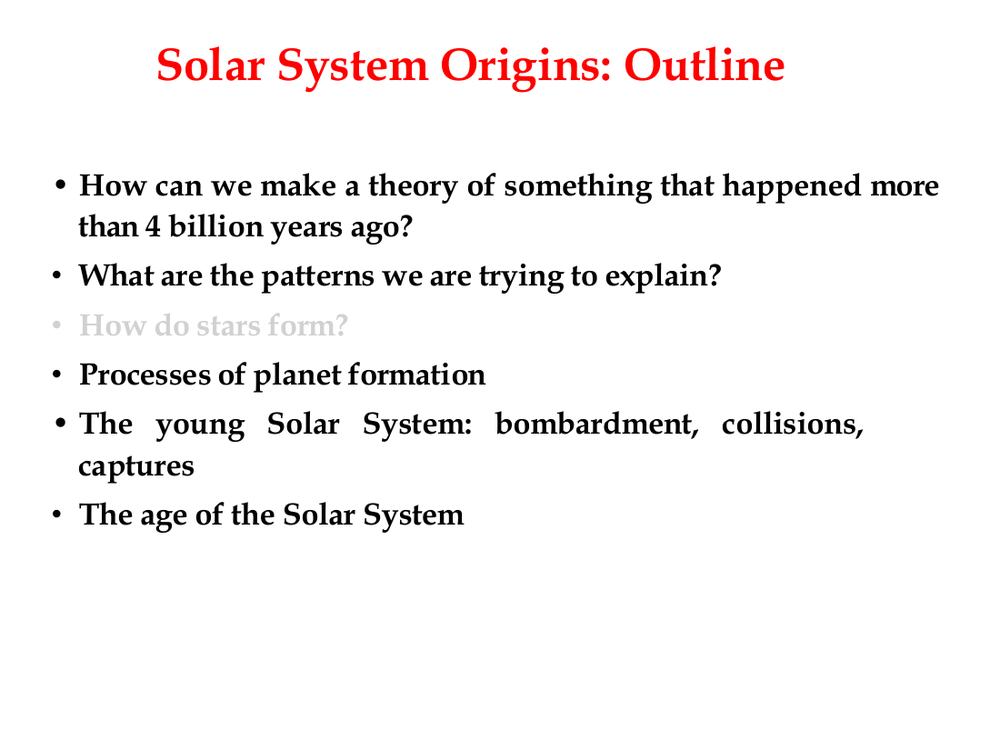 Solar System Origins: Outline
• How can we make a theory of something that happened more
than 4 billion years ago?
• What are the patterns we are trying to explain?
• How do stars form?
• Processes of planet formation
• The young Solar System: bombardment, collisions,
captures
• The age of the Solar System